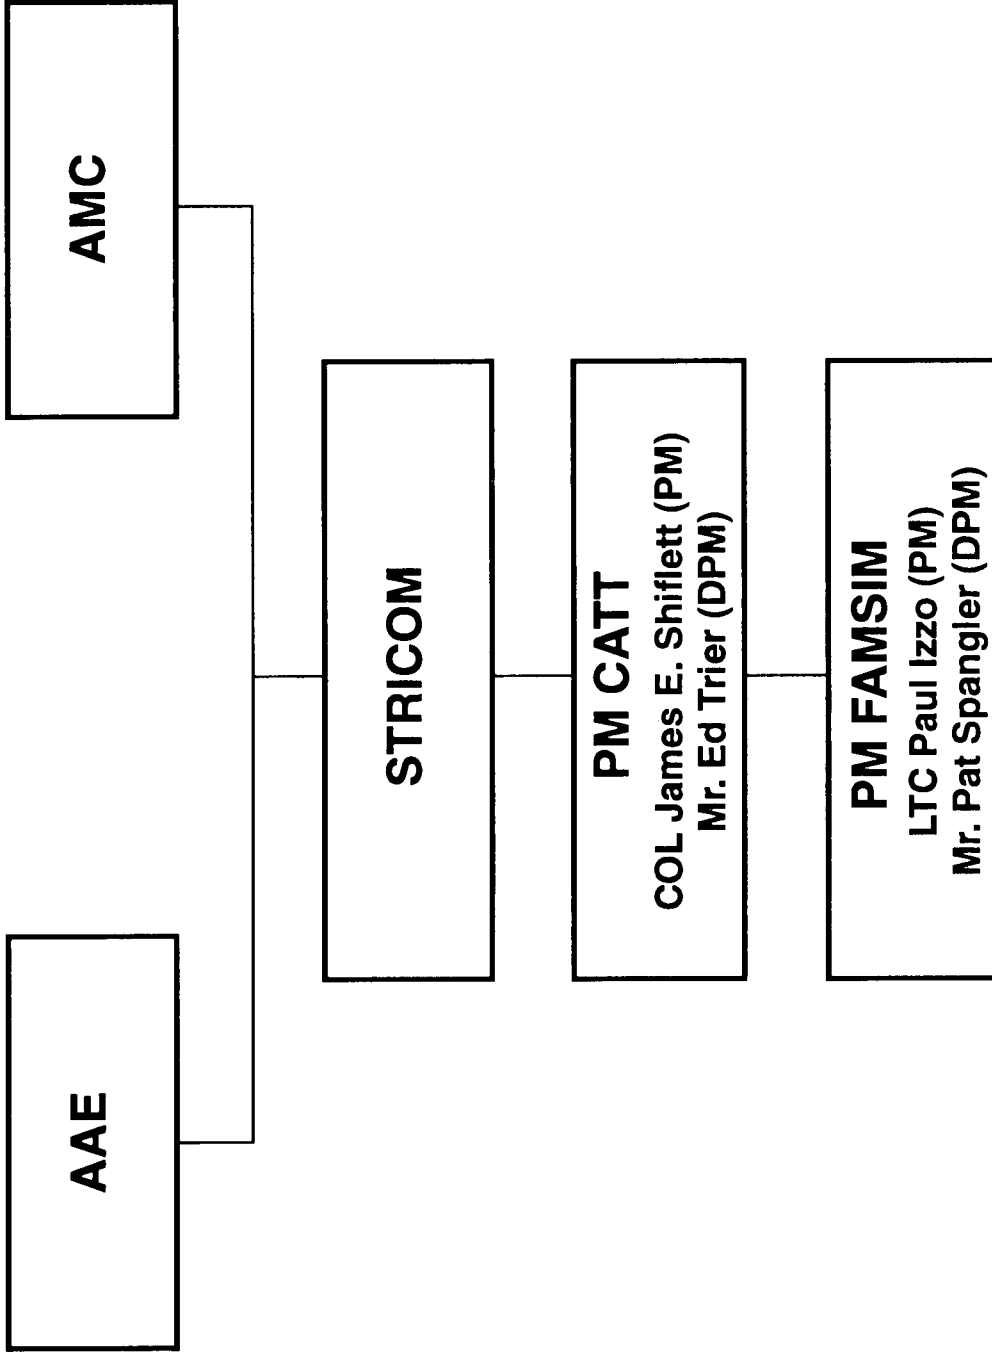 AAE
AMC
STRICOM
PM CATT
COL James E. Shiflett (PM)
Mr. Ed Trier (DPM)
PM FAMSIM
LTC Paul Izzo (PM)
Mr. Pat Spangler (DPM)